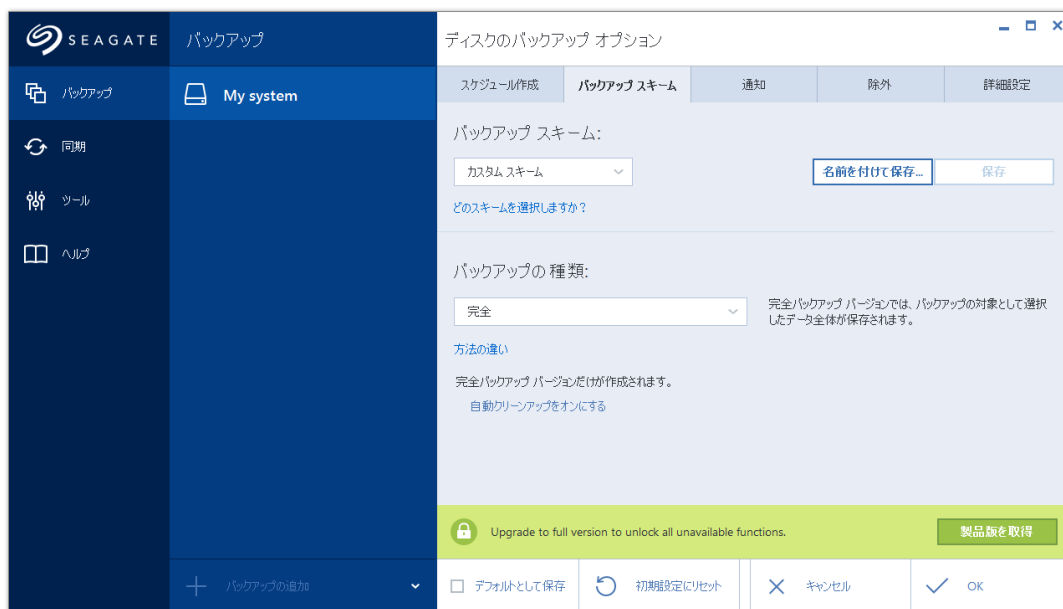 SEAGATE
バックアップ
ディスクのバックアップ オプション
バックアップ
同期
ツール
ヘルプ
My system
スケジュール作成
バックアップ スキーム
通知
除外
詳細設定
バックアップ スキーム:
カスタム スキーム
名前を付けて保存...
保存
どのスキームを選択しますか？
バックアップの種類:
完全
完全バックアップ バージョンでは、バックアップの対象として選択
したデータ全体が保存されます。
方法の違い
完全バックアップ バージョンだけが作成されます。
自動クリーンアップをオンにする
Upgrade to full version to unlock all unavailable functions.
製品版を取得
バックアップの追加
デフォルトとして保存
初期設定にリセット
キャンセル
OK